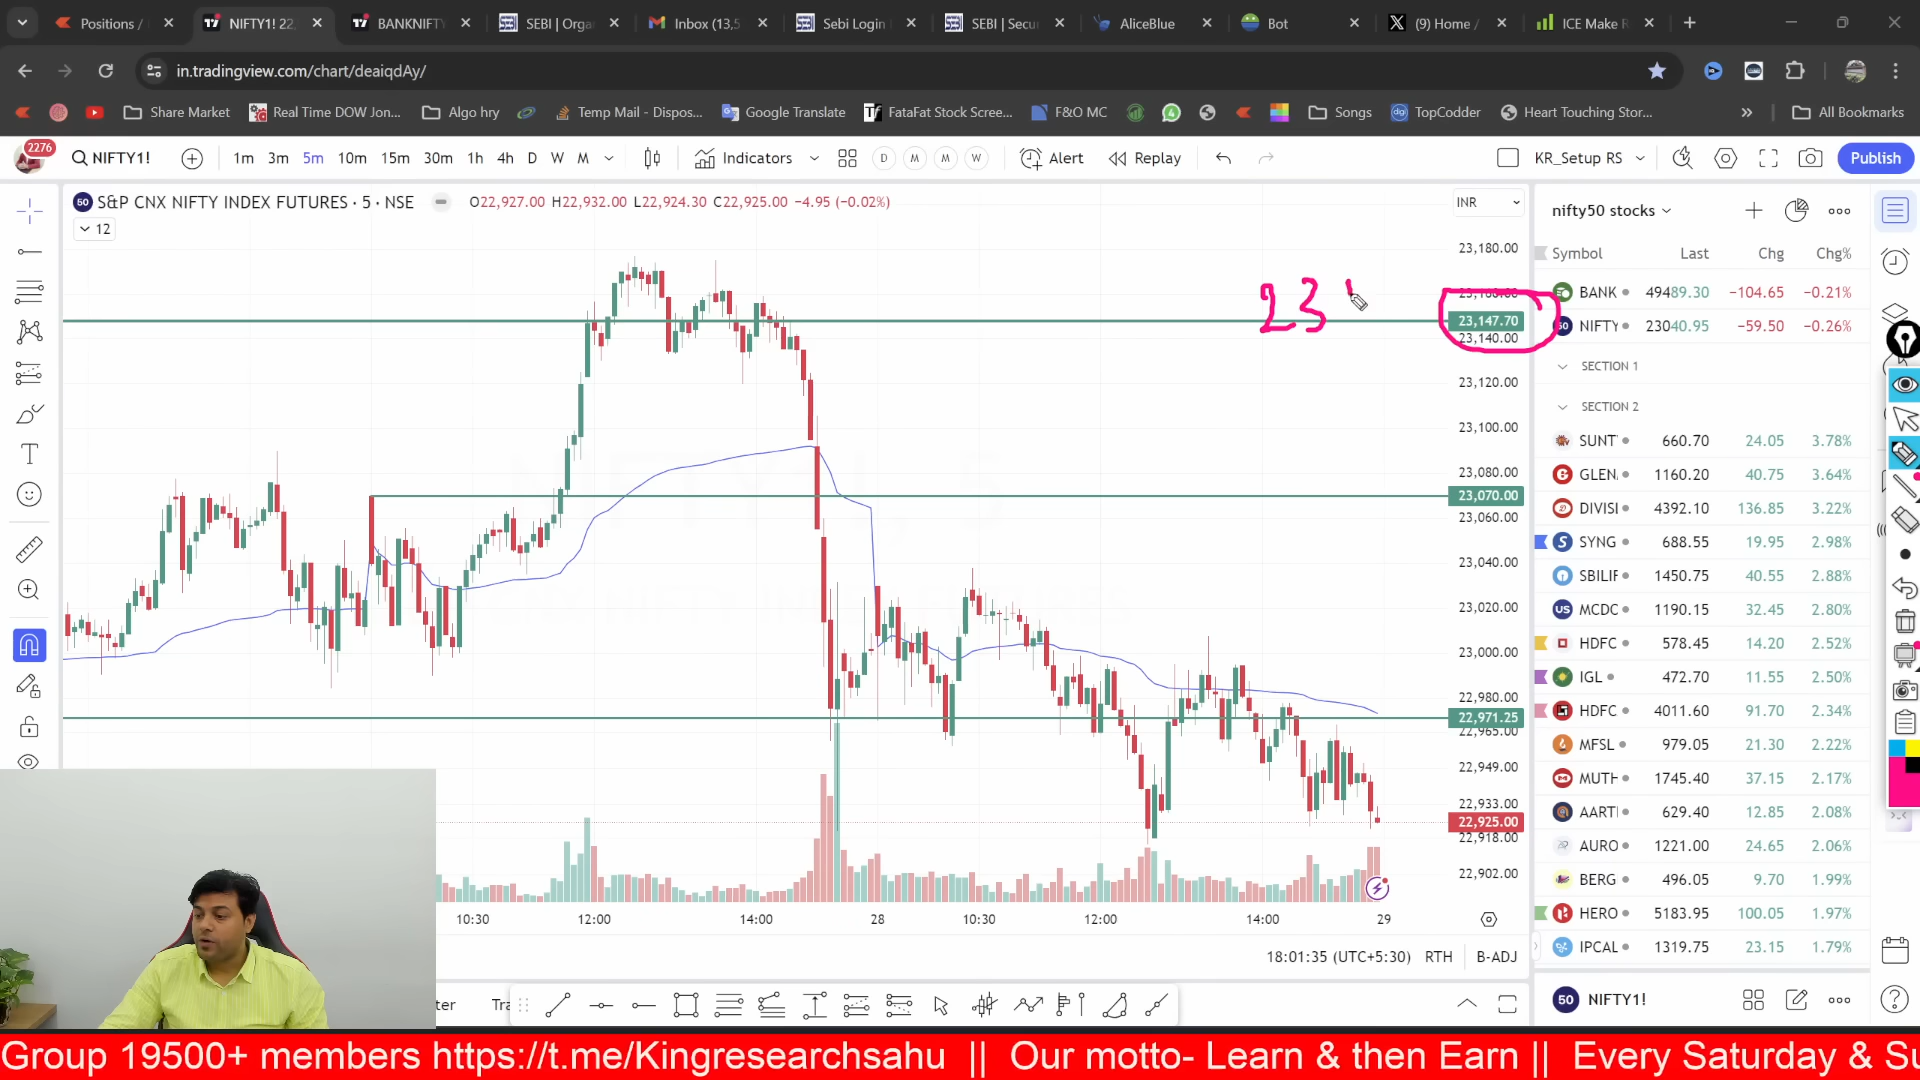 Positions /
NIFTY1! 22,
BANKNIFTY
SEBI | Orga
Inbox (13,5
Sebi Login
SEBI | Secu
AliceBlue
Bot
(9) Home /
ICE Make R
in.tradingview.com/chart/deaiqdAy/
Share Market
Real Time DOW Jon...
Algo hry
Temp Mail - Dispos...
Google Translate
FataFat Stock Scree...
F&O MC
Songs
TopCodder
Heart Touching Stor...
All Bookmarks
2276
NIFTY1!
1m 3m 5m 10m 15m 30m 1h 4h D W M
Indicators
D M M W
Alert
Replay
KR_Setup RS
Publish
50 S&P CNX NIFTY INDEX FUTURES · 5 · NSE
O22,927.00 H22,932.00 L22,924.30 C22,925.00 −4.95 (−0.02%)
12
INR
23
23,180.00
23,147.70
23,140.00
23,120.00
23,100.00
23,080.00
23,070.00
23,060.00
23,040.00
23,020.00
23,000.00
22,980.00
22,971.25
22,965.00
22,949.00
22,933.00
22,925.00
22,918.00
22,902.00
10:30 12:00 14:00 28 10:30 12:00 14:00 29
18:01:35 (UTC+5:30) RTH B-ADJ
nifty50 stocks
Symbol Last Chg Chg%
BANK 49489.30 −104.65 −0.21%
NIFTY 23040.95 −59.50 −0.26%
SECTION 1
SECTION 2
SUNT 660.70 24.05 3.78%
GLEN 1160.20 40.75 3.64%
DIVISI 4392.10 136.85 3.22%
SYNG 688.55 19.95 2.98%
SBILIF 1450.75 40.55 2.88%
MCDC 1190.15 32.45 2.80%
HDFC 578.45 14.20 2.52%
IGL 472.70 11.55 2.50%
HDFC 4011.60 91.70 2.34%
MFSL 979.05 21.30 2.22%
MUTH 1745.40 37.15 2.17%
AARTI 629.40 12.85 2.08%
AURO 1221.00 24.65 2.06%
BERG 496.05 9.70 1.99%
HERO 5183.95 100.05 1.97%
IPCAL 1319.75 23.15 1.79%
50 NIFTY1!
Group 19500+ members https://t.me/Kingresearchsahu || Our motto- Learn & then Earn || Every Saturday & Su